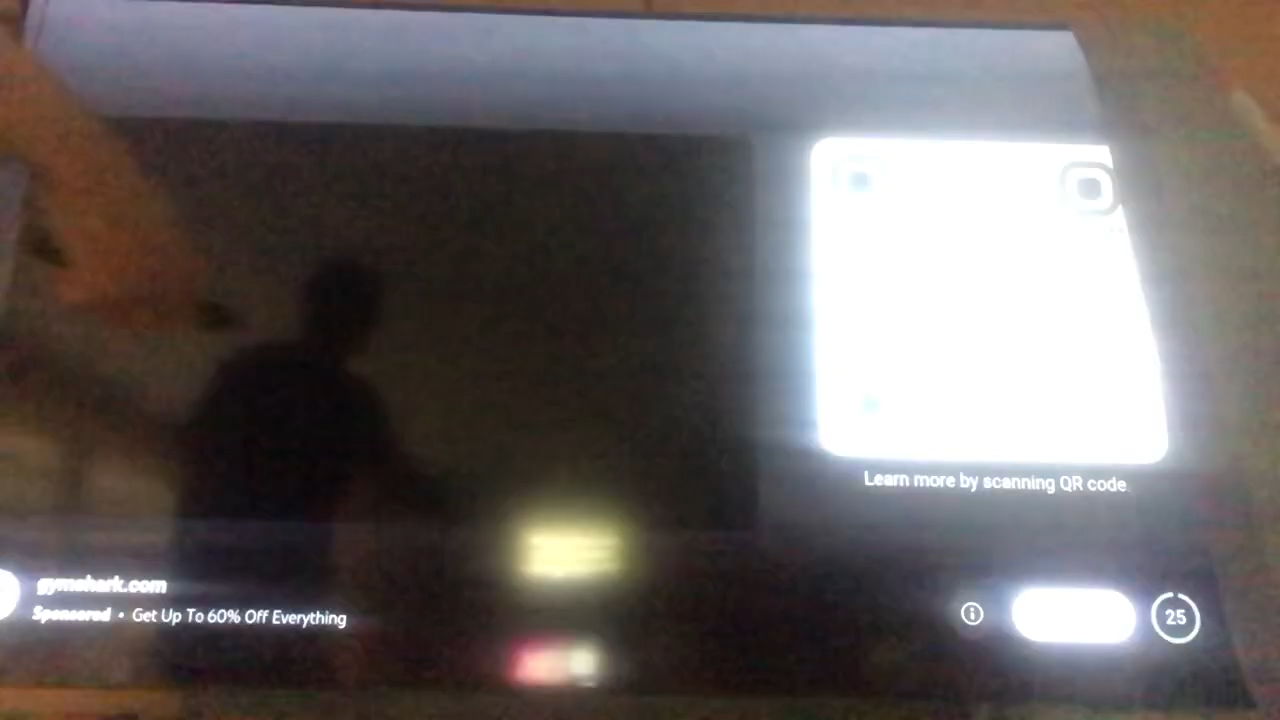 Learn more by scanning QR code.
gymshark.com
Sponsored • Get Up To 60% Off Everything
25